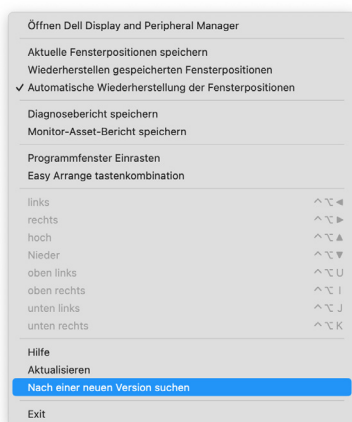 Öffnen Dell Display and Peripheral Manager
Aktuelle Fensterpositionen speichern
Wiederherstellen gespeicherten Fensterpositionen
✓ Automatische Wiederherstellung der Fensterpositionen
Diagnosebericht speichern
Monitor-Asset-Bericht speichern
Programmfenster Einrasten
Easy Arrange tastenkombination
links ^⌥◀
rechts ^⌥▶
hoch ^⌥▲
Nieder ^⌥▼
oben links ^⌥U
oben rechts ^⌥I
unten links ^⌥J
unten rechts ^⌥K
Hilfe
Aktualisieren
Nach einer neuen Version suchen
Exit